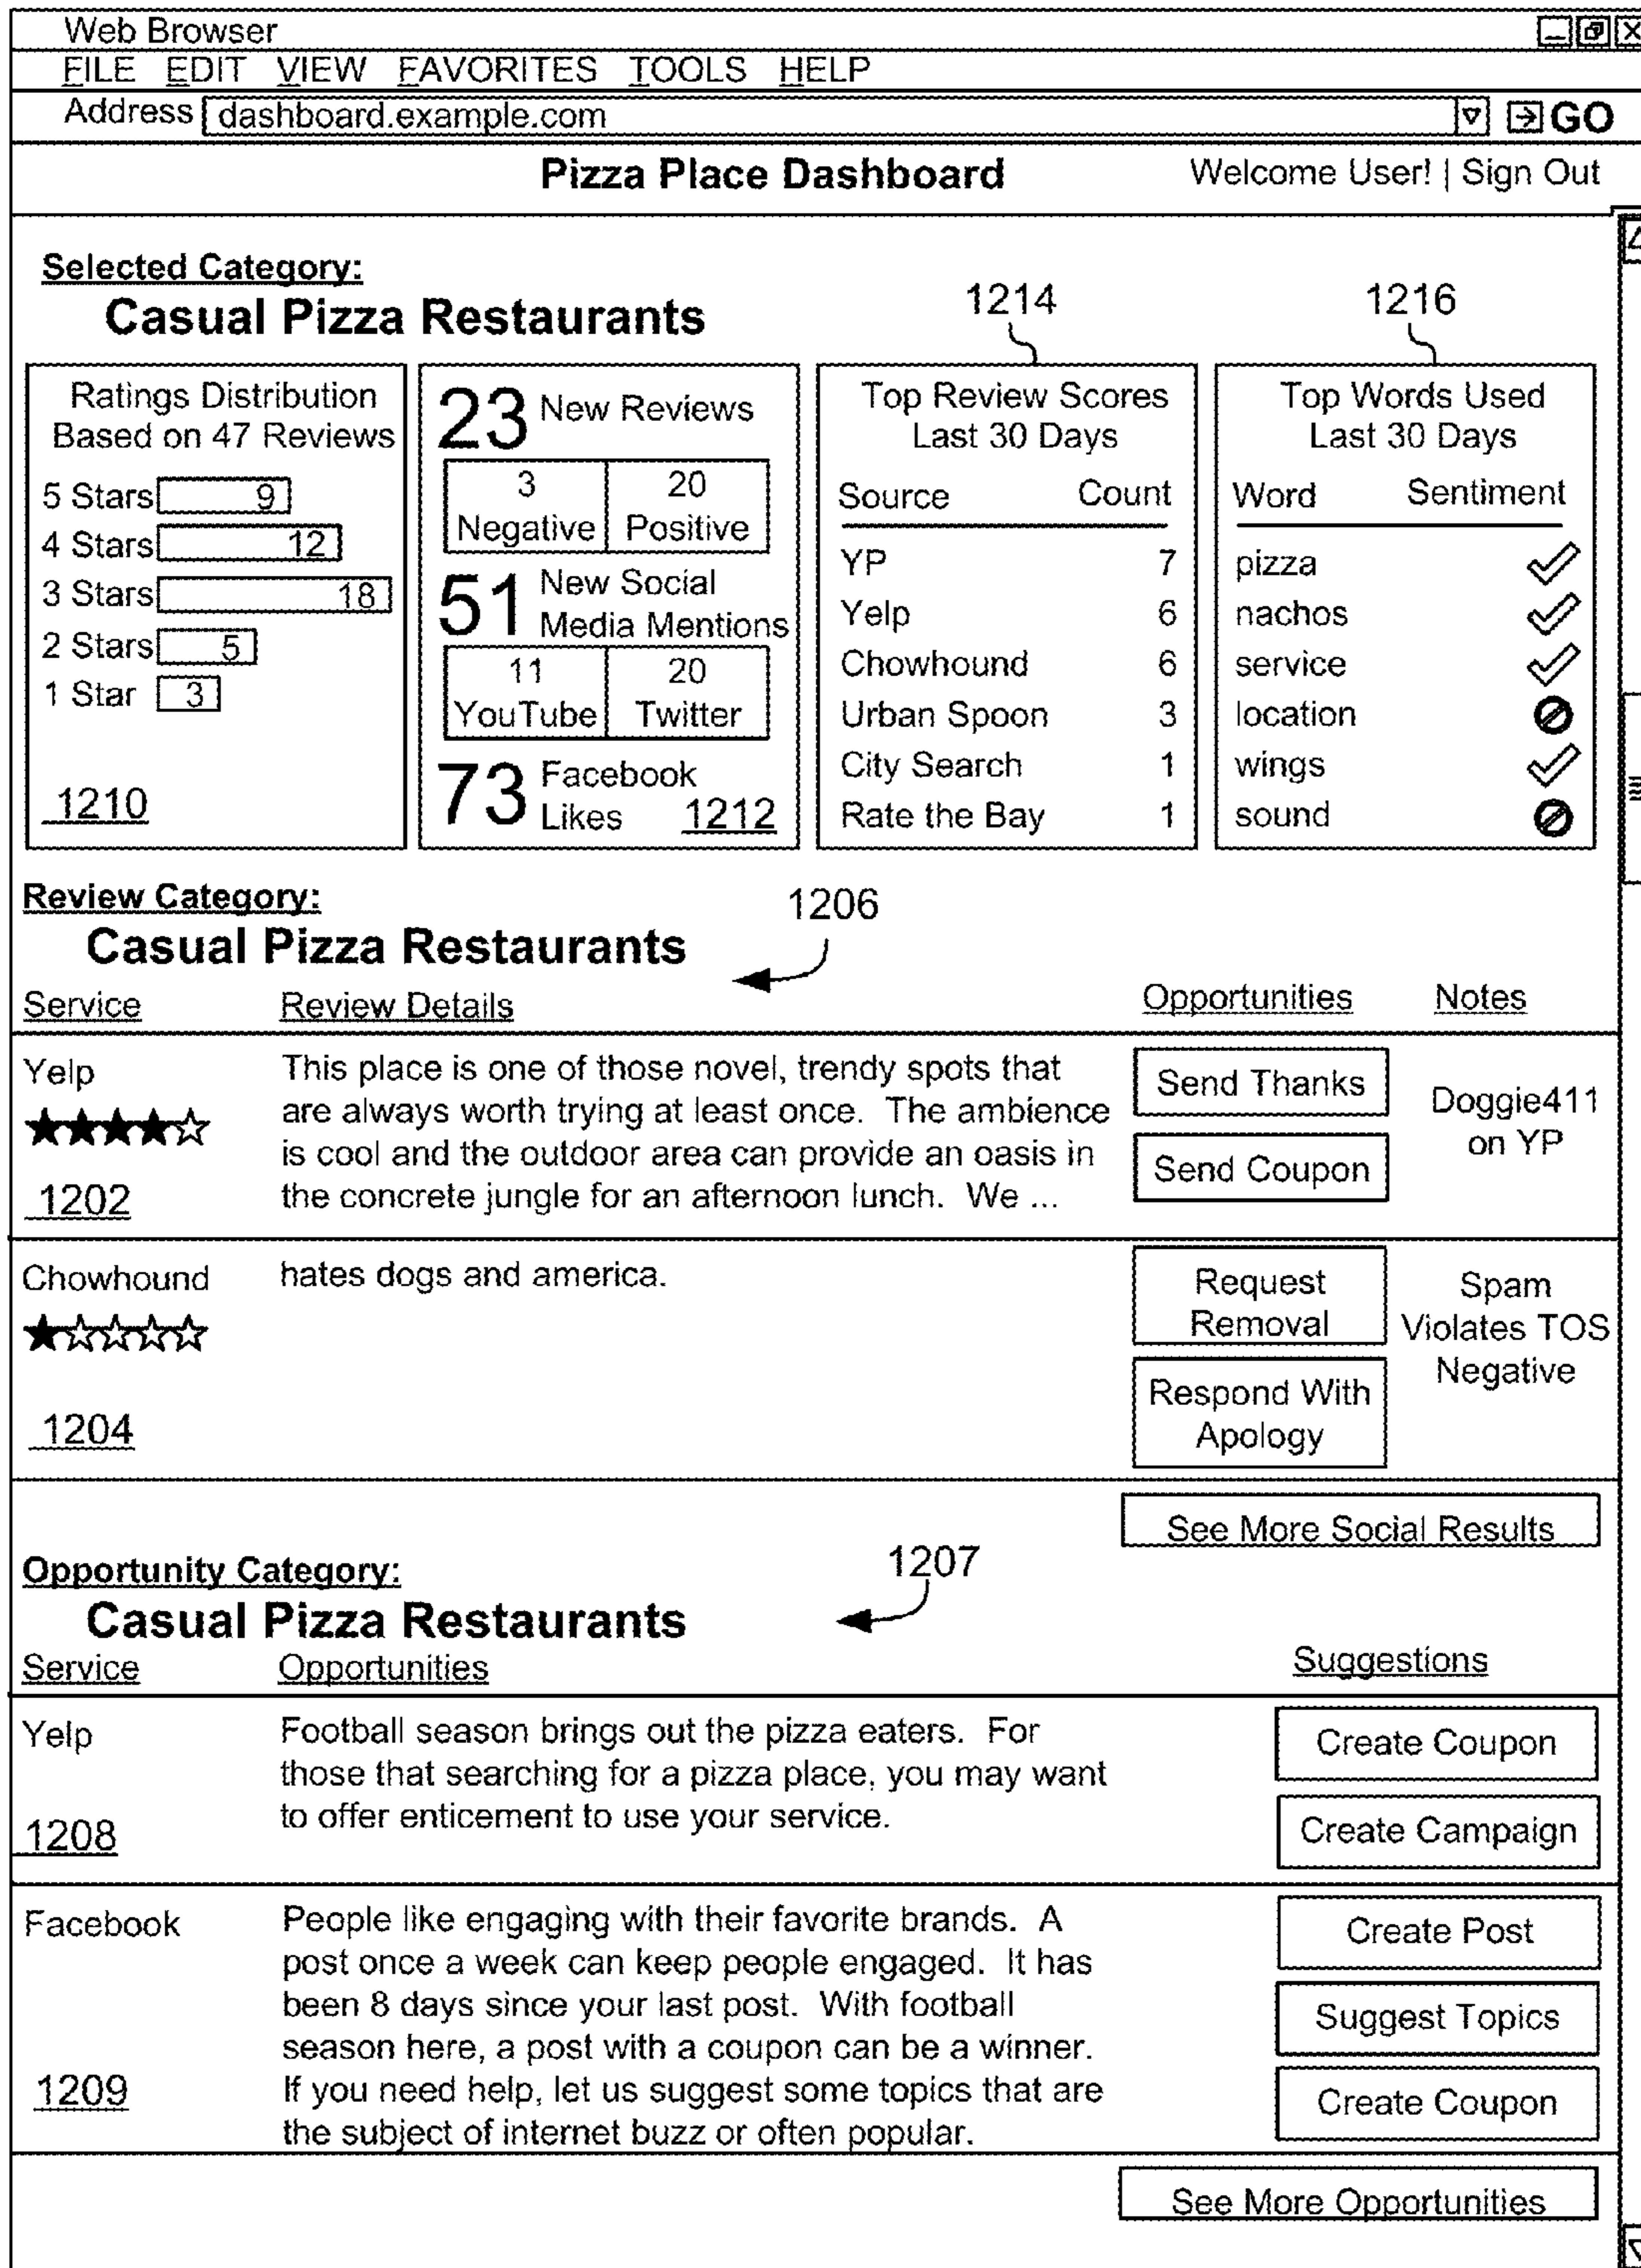 Web Browser
FILE EDIT VIEW FAVORITES TOOLS HELP
Address dashboard.example.com GO
Pizza Place Dashboard
Welcome User! | Sign Out
Selected Category:
Casual Pizza Restaurants
Ratings Distribution
Based on 47 Reviews
5 Stars 9
4 Stars 12
3 Stars 18
2 Stars 5
1 Star 3
1210
23 New Reviews
3 Negative
20 Positive
51 New Social
Media Mentions
11 YouTube
20 Twitter
73 Facebook
Likes
1212
1214
Top Review Scores
Last 30 Days
Source Count
YP 7
Yelp 6
Chowhound 6
Urban Spoon 3
City Search 1
Rate the Bay 1
1216
Top Words Used
Last 30 Days
Word Sentiment
pizza
nachos
service
location
wings
sound
Review Category:
Casual Pizza Restaurants
1206
Service Review Details Opportunities Notes
Yelp
1202
This place is one of those novel, trendy spots that
are always worth trying at least once. The ambience
is cool and the outdoor area can provide an oasis in
the concrete jungle for an afternoon lunch. We ...
Send Thanks
Send Coupon
Doggie411
on YP
Chowhound
1204
hates dogs and america.
Request
Removal
Respond With
Apology
Spam
Violates TOS
Negative
See More Social Results
Opportunity Category:
Casual Pizza Restaurants
1207
Service Opportunities Suggestions
Yelp
1208
Football season brings out the pizza eaters. For
those that searching for a pizza place, you may want
to offer enticement to use your service.
Create Coupon
Create Campaign
Facebook
1209
People like engaging with their favorite brands. A
post once a week can keep people engaged. It has
been 8 days since your last post. With football
season here, a post with a coupon can be a winner.
If you need help, let us suggest some topics that are
the subject of internet buzz or often popular.
Create Post
Suggest Topics
Create Coupon
See More Opportunities